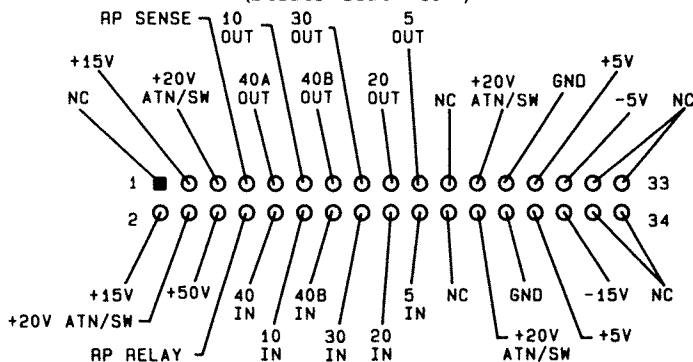 RP SENSE 10 OUT 30 OUT 5 OUT
+15V
+20V ATN/SW 40A OUT 40B OUT 20 OUT +20V ATN/SW GND +5V
NC NC -5V NC
1 33
2 34
+15V +50V 40 IN 40B IN 5 IN NC GND -15V NC
+20V ATN/SW 10 IN 30 IN 20 IN +20V ATN/SW +5V
RP RELAY